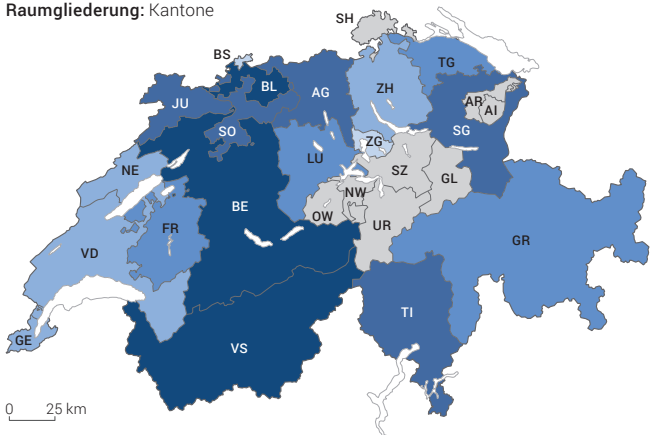 Raumgliederung: Kantone
SH
BS
TG
BL
ZH
AG
JU
AR
AI
SO
SG
ZG
LU
NE
SZ
GL
NW
BE
OW
FR
UR
GR
VD
TI
GE
VS
0 25 km